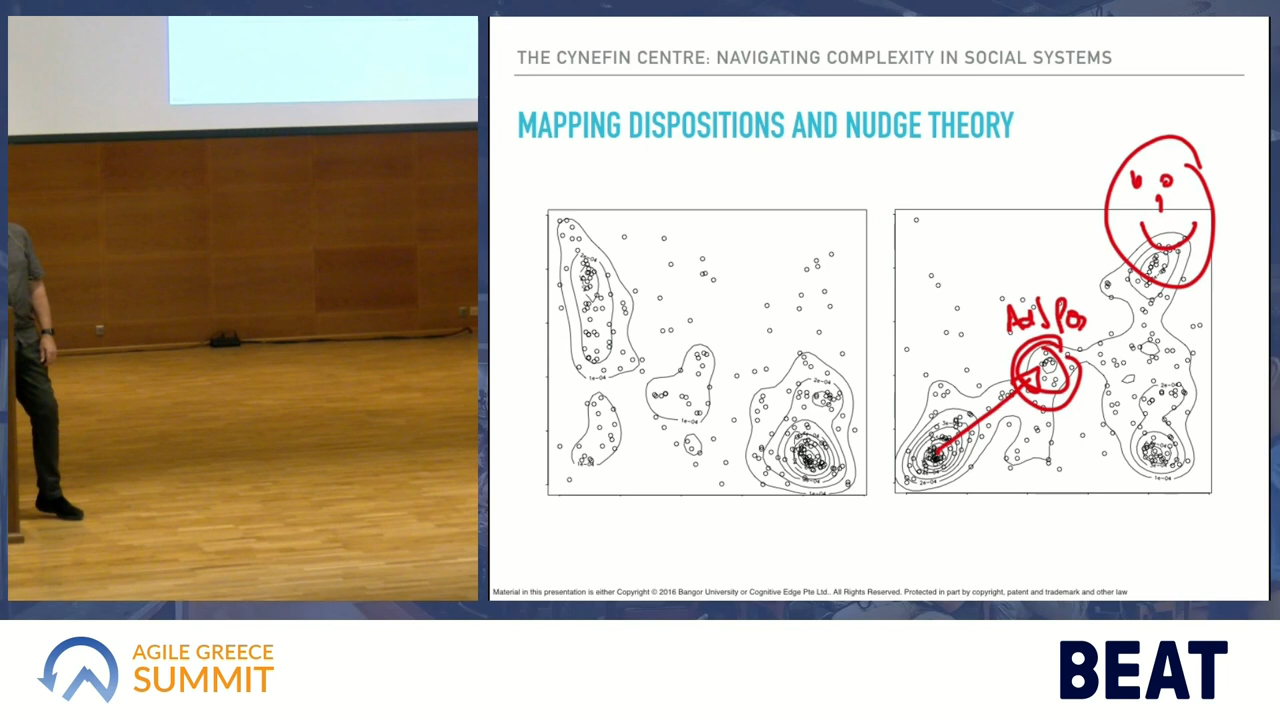 THE CYNEFIN CENTRE: NAVIGATING COMPLEXITY IN SOCIAL SYSTEMS
MAPPING DISPOSITIONS AND NUDGE THEORY
Material in this presentation is either Copyright © 2016 Bangor University or Cognitive Edge Pte Ltd.. All Rights Reserved. Protected in part by copyright, patent and trademark and other law
AGILE GREECE
SUMMIT
BEAT